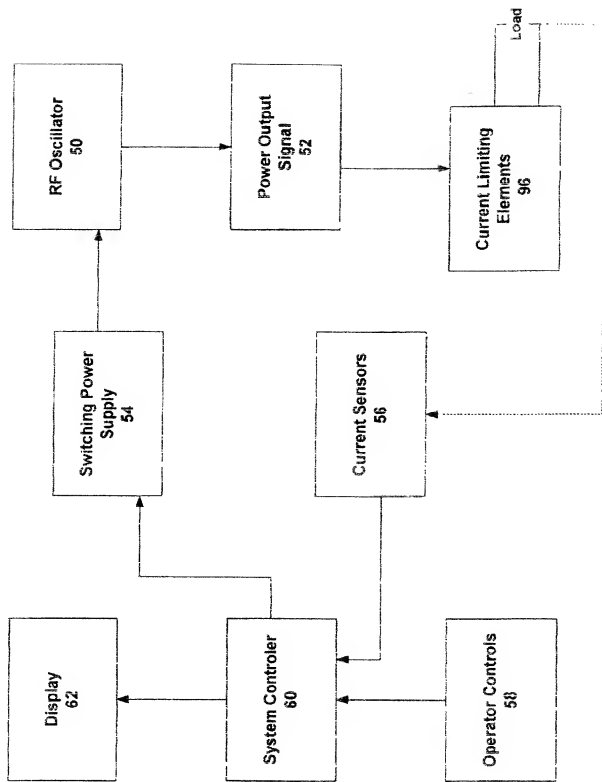 Display
62
System Controler
60
Operator Controls
58
Switching Power
Supply
54
Current Sensors
56
RF Oscillator
50
Power Output
Signal
52
Current Limiting
Elements
96
Load